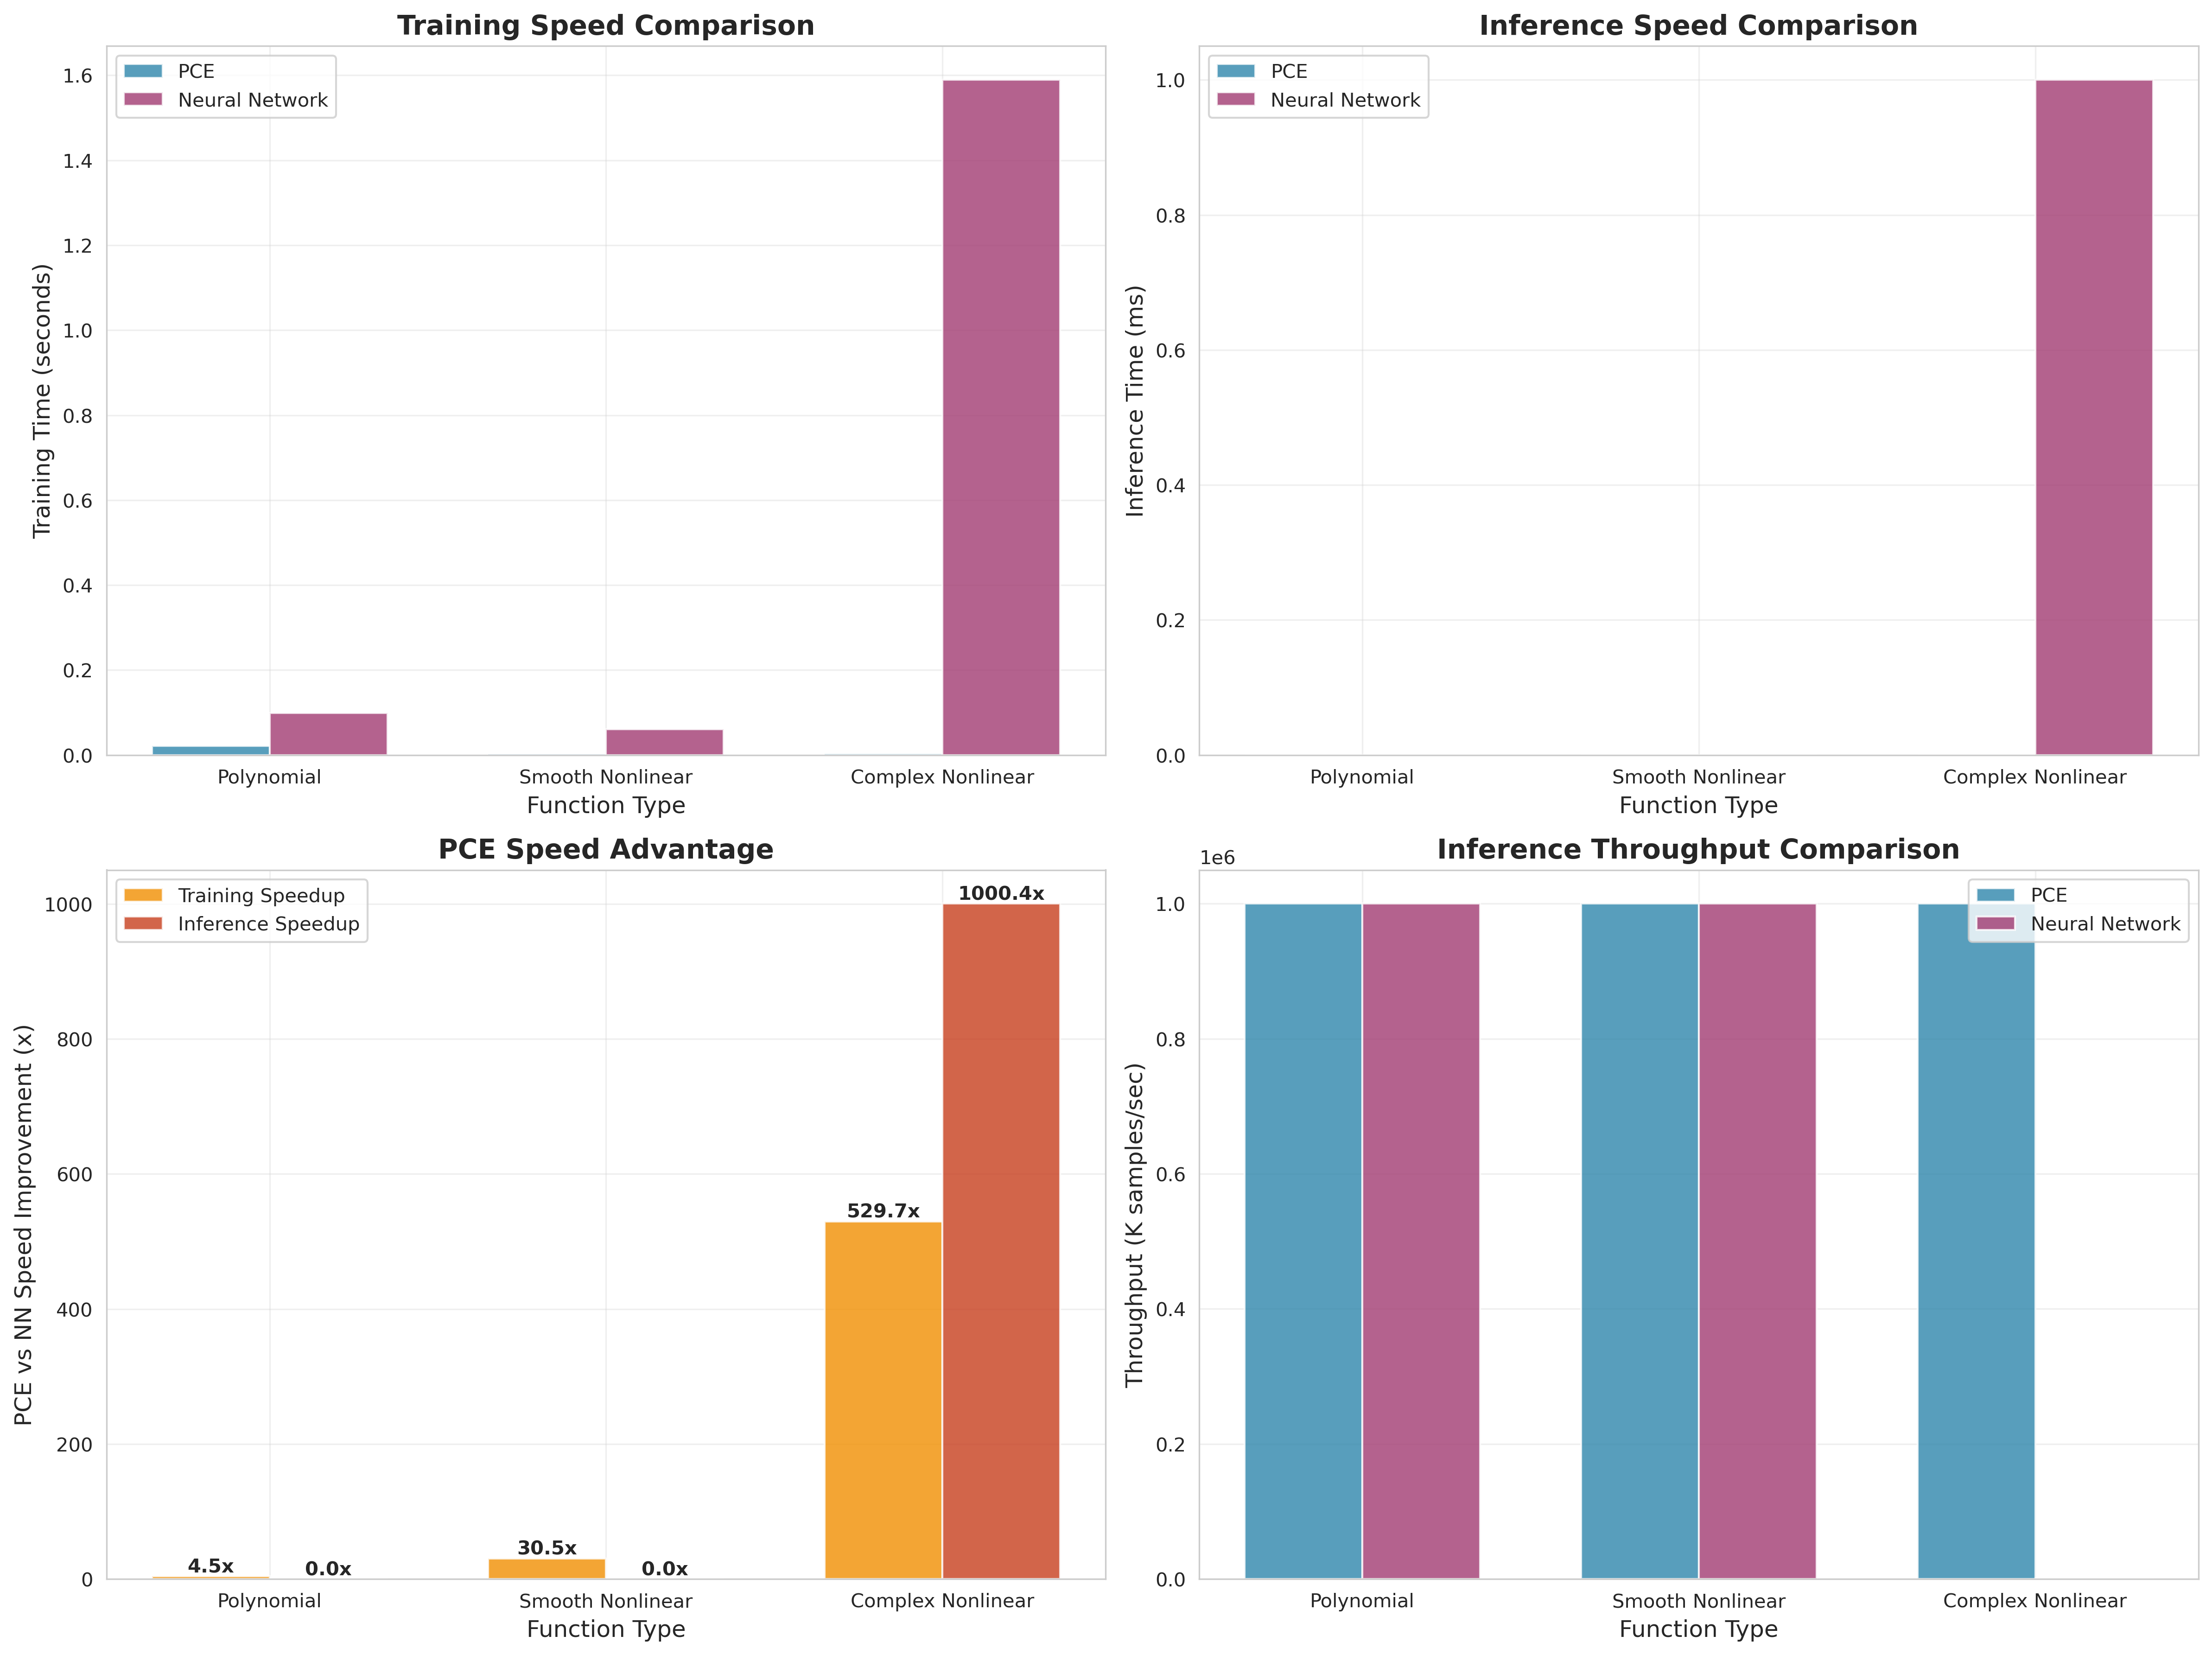 Training Speed Comparison
PCE
Neural Network
Training Time (seconds)
1.6
1.4
1.2
1.0
0.8
0.6
0.4
0.2
0.0
Polynomial
Smooth Nonlinear
Complex Nonlinear
Function Type
Inference Speed Comparison
PCE
Neural Network
Inference Time (ms)
1.0
0.8
0.6
0.4
0.2
0.0
Polynomial
Smooth Nonlinear
Complex Nonlinear
Function Type
PCE Speed Advantage
Training Speedup
Inference Speedup
PCE vs NN Speed Improvement (x)
1000
800
600
400
200
0
4.5x
0.0x
30.5x
0.0x
529.7x
1000.4x
Polynomial
Smooth Nonlinear
Complex Nonlinear
Function Type
Inference Throughput Comparison
1e6
PCE
Neural Network
Throughput (K samples/sec)
1.0
0.8
0.6
0.4
0.2
0.0
Polynomial
Smooth Nonlinear
Complex Nonlinear
Function Type